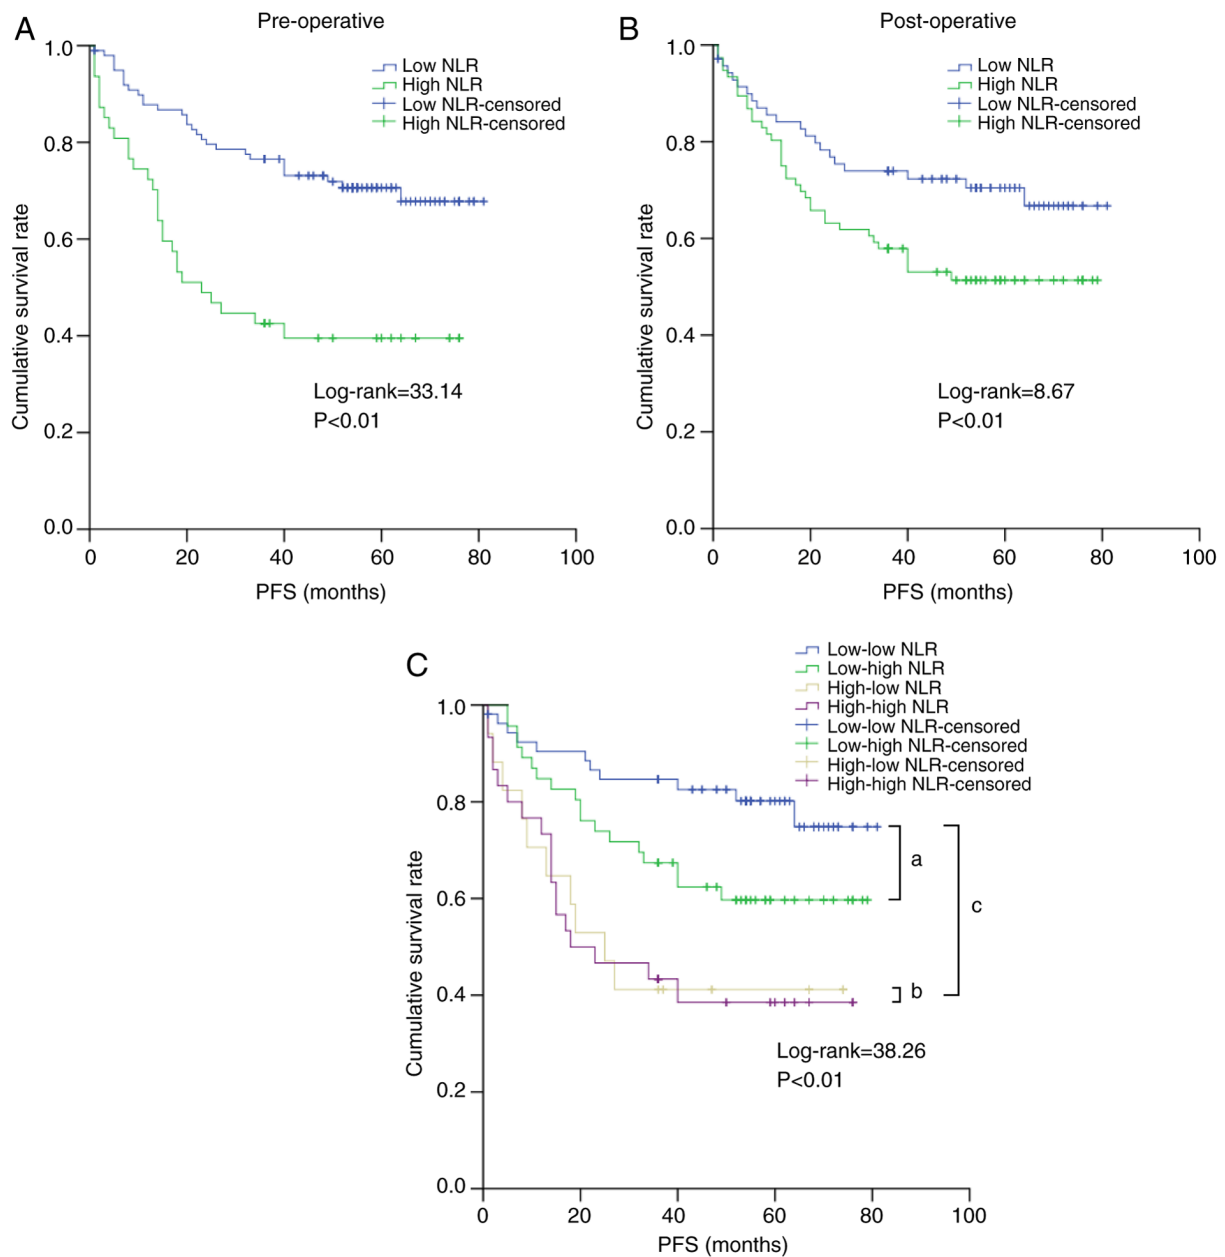 A
Pre-operative
Low NLR
High NLR
Low NLR-censored
High NLR-censored
1.0
0.8
0.6
0.4
0.2
0.0
Cumulative survival rate
Log-rank=33.14
P<0.01
0 20 40 60 80 100
PFS (months)
B
Post-operative
Low NLR
High NLR
Low NLR-censored
High NLR-censored
1.0
0.8
0.6
0.4
0.2
0.0
Cumulative survival rate
Log-rank=8.67
P<0.01
0 20 40 60 80 100
PFS (months)
C
Low-low NLR
Low-high NLR
High-low NLR
High-high NLR
Low-low NLR-censored
Low-high NLR-censored
High-low NLR-censored
High-high NLR-censored
1.0
0.8
0.6
0.4
0.2
0.0
Cumulative survival rate
a
c
b
Log-rank=38.26
P<0.01
0 20 40 60 80 100
PFS (months)